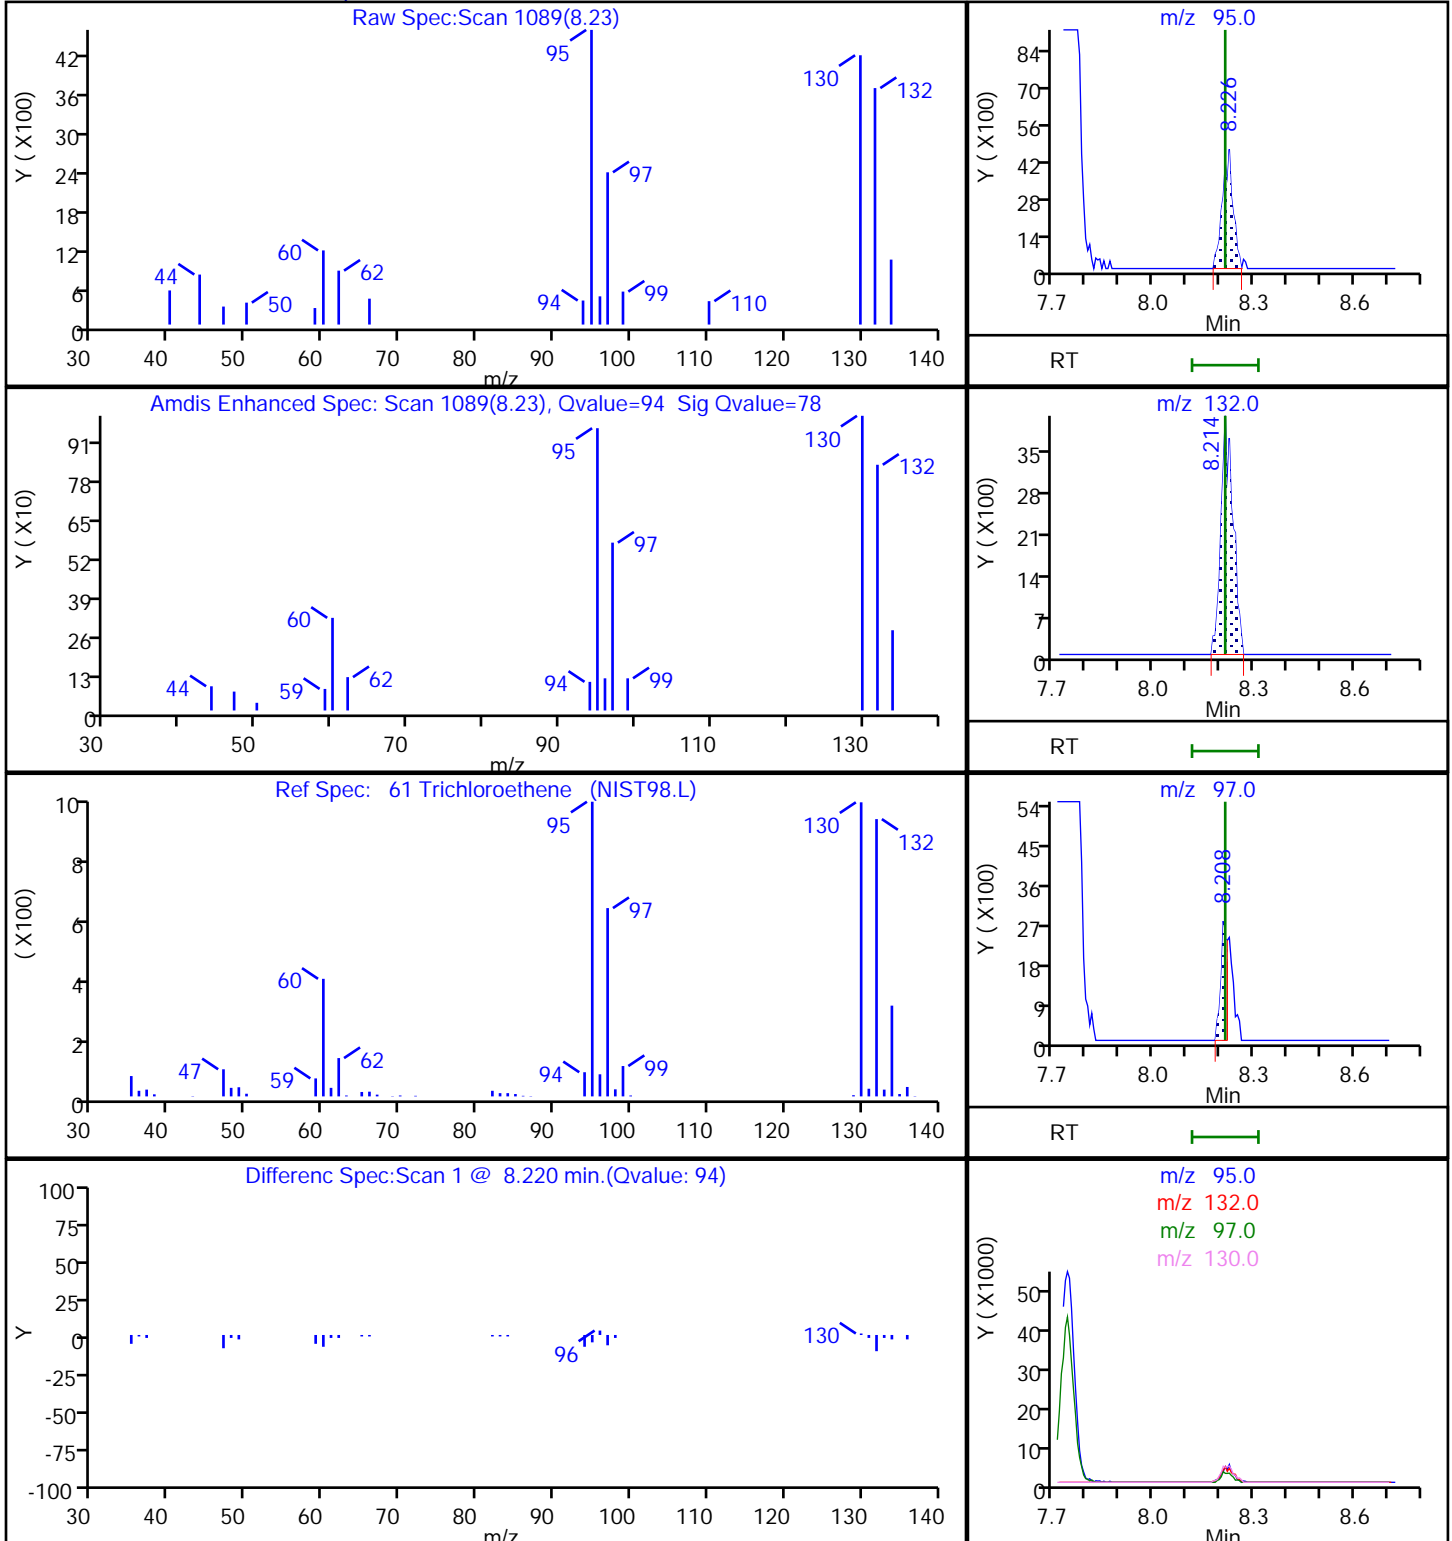 Raw Spec:Scan 1089(8.23)
Y ( X100)
42
36
30
24
18
12
6
0
95
130
132
97
60
62
44
50
94
99
110
30 40 50 60 70 80 90 100 110 120 130 140
m/z
m/z 95.0
Y ( X100)
84
70
56
42
28
14
0
8.226
7.7 8.0 8.3 8.6
Min
RT
Amdis Enhanced Spec: Scan 1089(8.23), Qvalue=94 Sig Qvalue=78
Y ( X10)
91
78
65
52
39
26
13
0
95
130
132
97
60
44
59
62
94
99
30 50 70 90 110 130
m/z
m/z 132.0
Y ( X100)
35
28
21
14
7
0
8.214
7.7 8.0 8.3 8.6
Min
RT
Ref Spec: 61 Trichloroethene (NIST98.L)
( X100)
10
8
6
4
2
0
95
130
132
97
60
47
59
62
94
99
30 40 50 60 70 80 90 100 110 120 130 140
m/z 97.0
Y ( X100)
54
45
36
27
18
9
0
8.208
7.7 8.0 8.3 8.6
Min
RT
Differenc Spec:Scan 1 @ 8.220 min.(Qvalue: 94)
Y
100
75
50
25
0
-25
-50
-75
-100
96
130
30 40 50 60 70 80 90 100 110 120 130 140
m/z
m/z 95.0
m/z 132.0
m/z 97.0
m/z 130.0
Y ( X1000)
50
40
30
20
10
0
7.7 8.0 8.3 8.6
Min